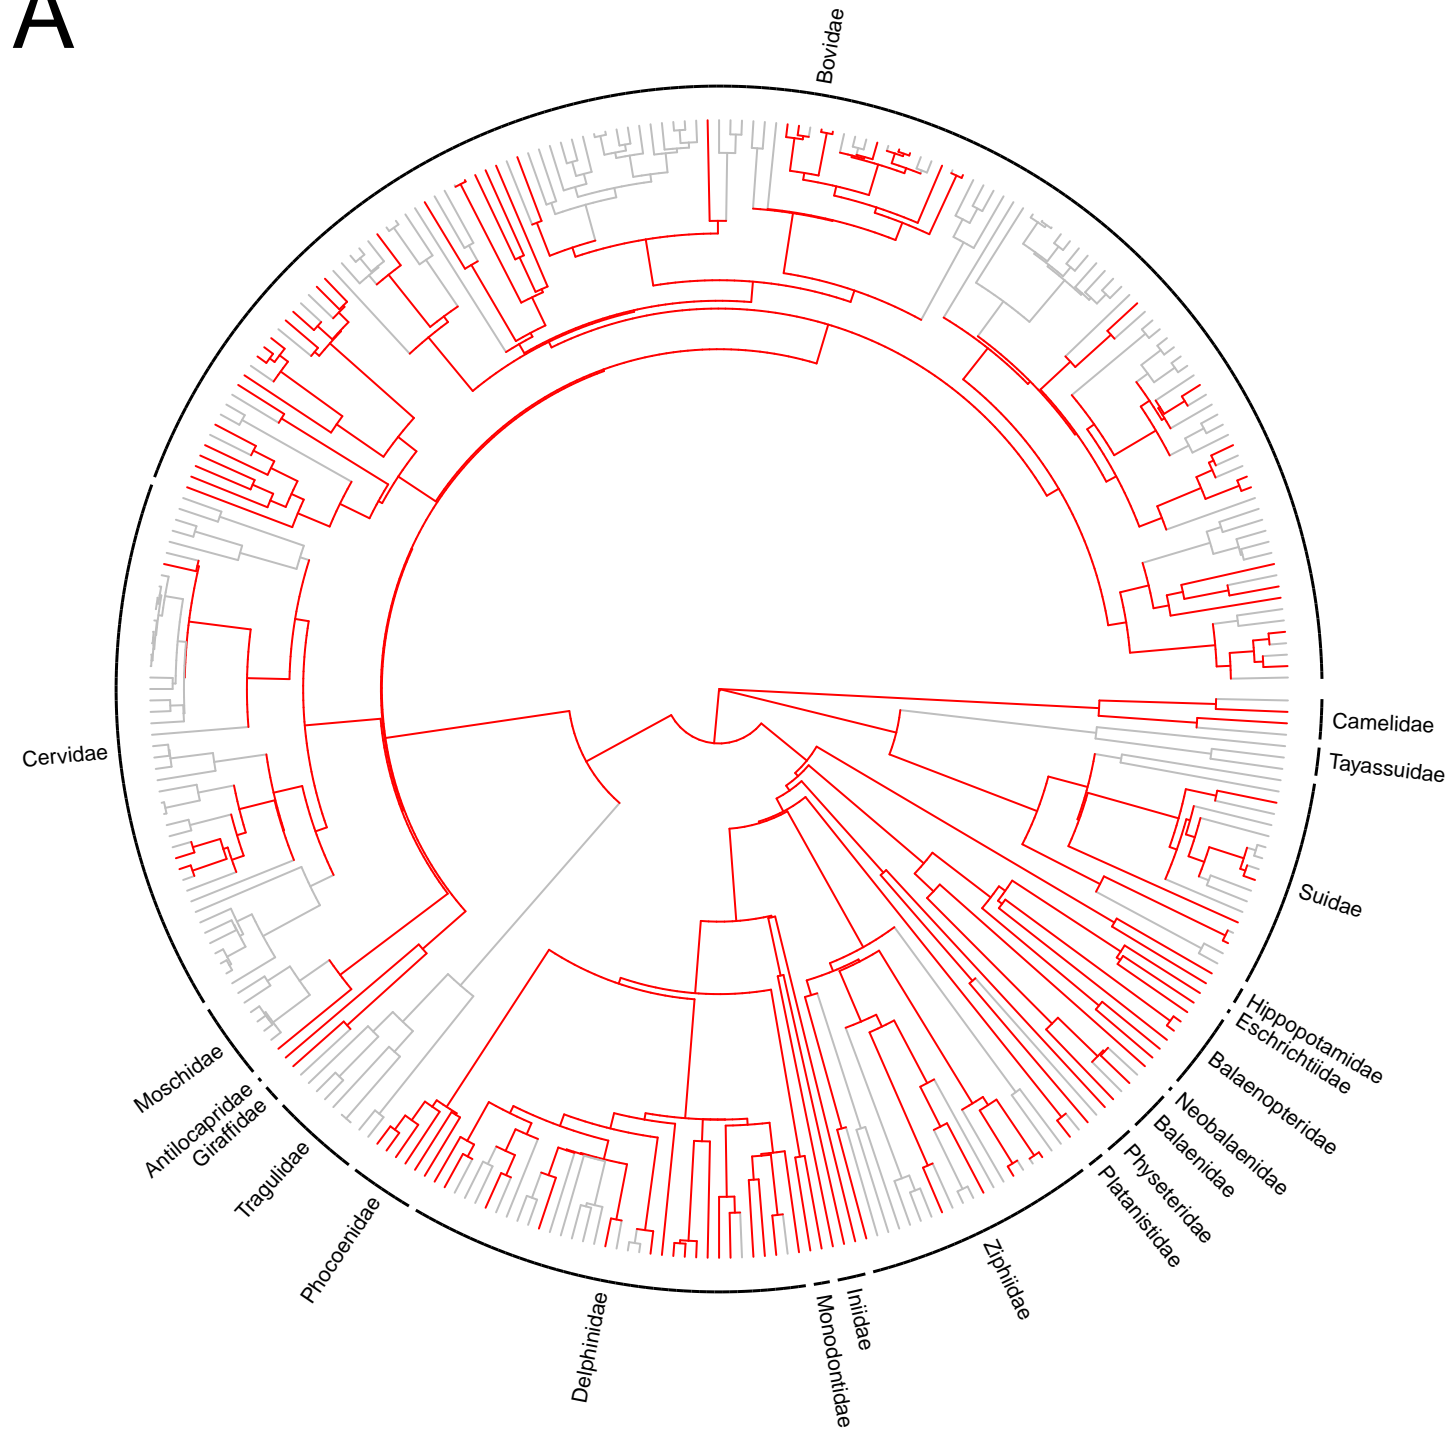 A
Bovidae
Camelidae
Tayassuidae
Suidae
Hippopotamidae
Eschrichtiidae
Balaenopteridae
Neobalaenidae
Balaenidae
Physeteridae
Platanistidae
Ziphiidae
Iniidae
Monodontidae
Delphinidae
Phocoenidae
Tragulidae
Giraffidae
Antilocapridae
Moschidae
Cervidae